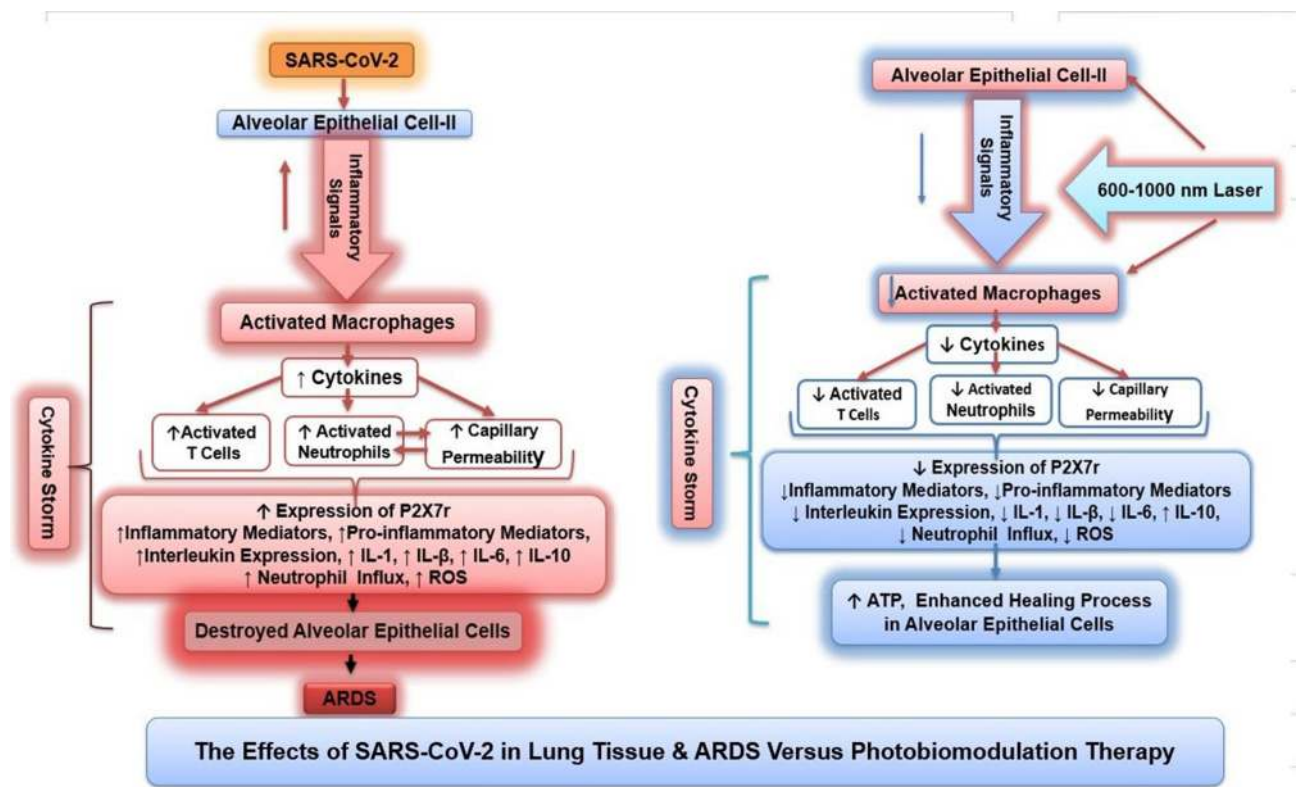 SARS-CoV-2
Alveolar Epithelial Cell-II
Inflammatory
Signals
Activated Macrophages
↑ Cytokines
↑Activated
T Cells
↑ Activated
Neutrophils
↑ Capillary
Permeability
Cytokine Storm
↑ Expression of P2X7r
↑Inflammatory Mediators, ↑Pro-inflammatory Mediators,
↑Interleukin Expression, ↑ IL-1, ↑ IL-β, ↑ IL-6, ↑ IL-10
↑ Neutrophil Influx, ↑ ROS
Destroyed Alveolar Epithelial Cells
ARDS
Alveolar Epithelial Cell-II
Inflammatory
Signals
600-1000 nm Laser
↓Activated Macrophages
↓ Cytokines
↓ Activated
T Cells
↓ Activated
Neutrophils
↓ Capillary
Permeability
Cytokine Storm
↓ Expression of P2X7r
↓Inflammatory Mediators, ↓Pro-inflammatory Mediators
↓ Interleukin Expression, ↓ IL-1, ↓ IL-β, ↓ IL-6, ↑ IL-10,
↓ Neutrophil Influx, ↓ ROS
↑ ATP, Enhanced Healing Process
in Alveolar Epithelial Cells
The Effects of SARS-CoV-2 in Lung Tissue & ARDS Versus Photobiomodulation Therapy